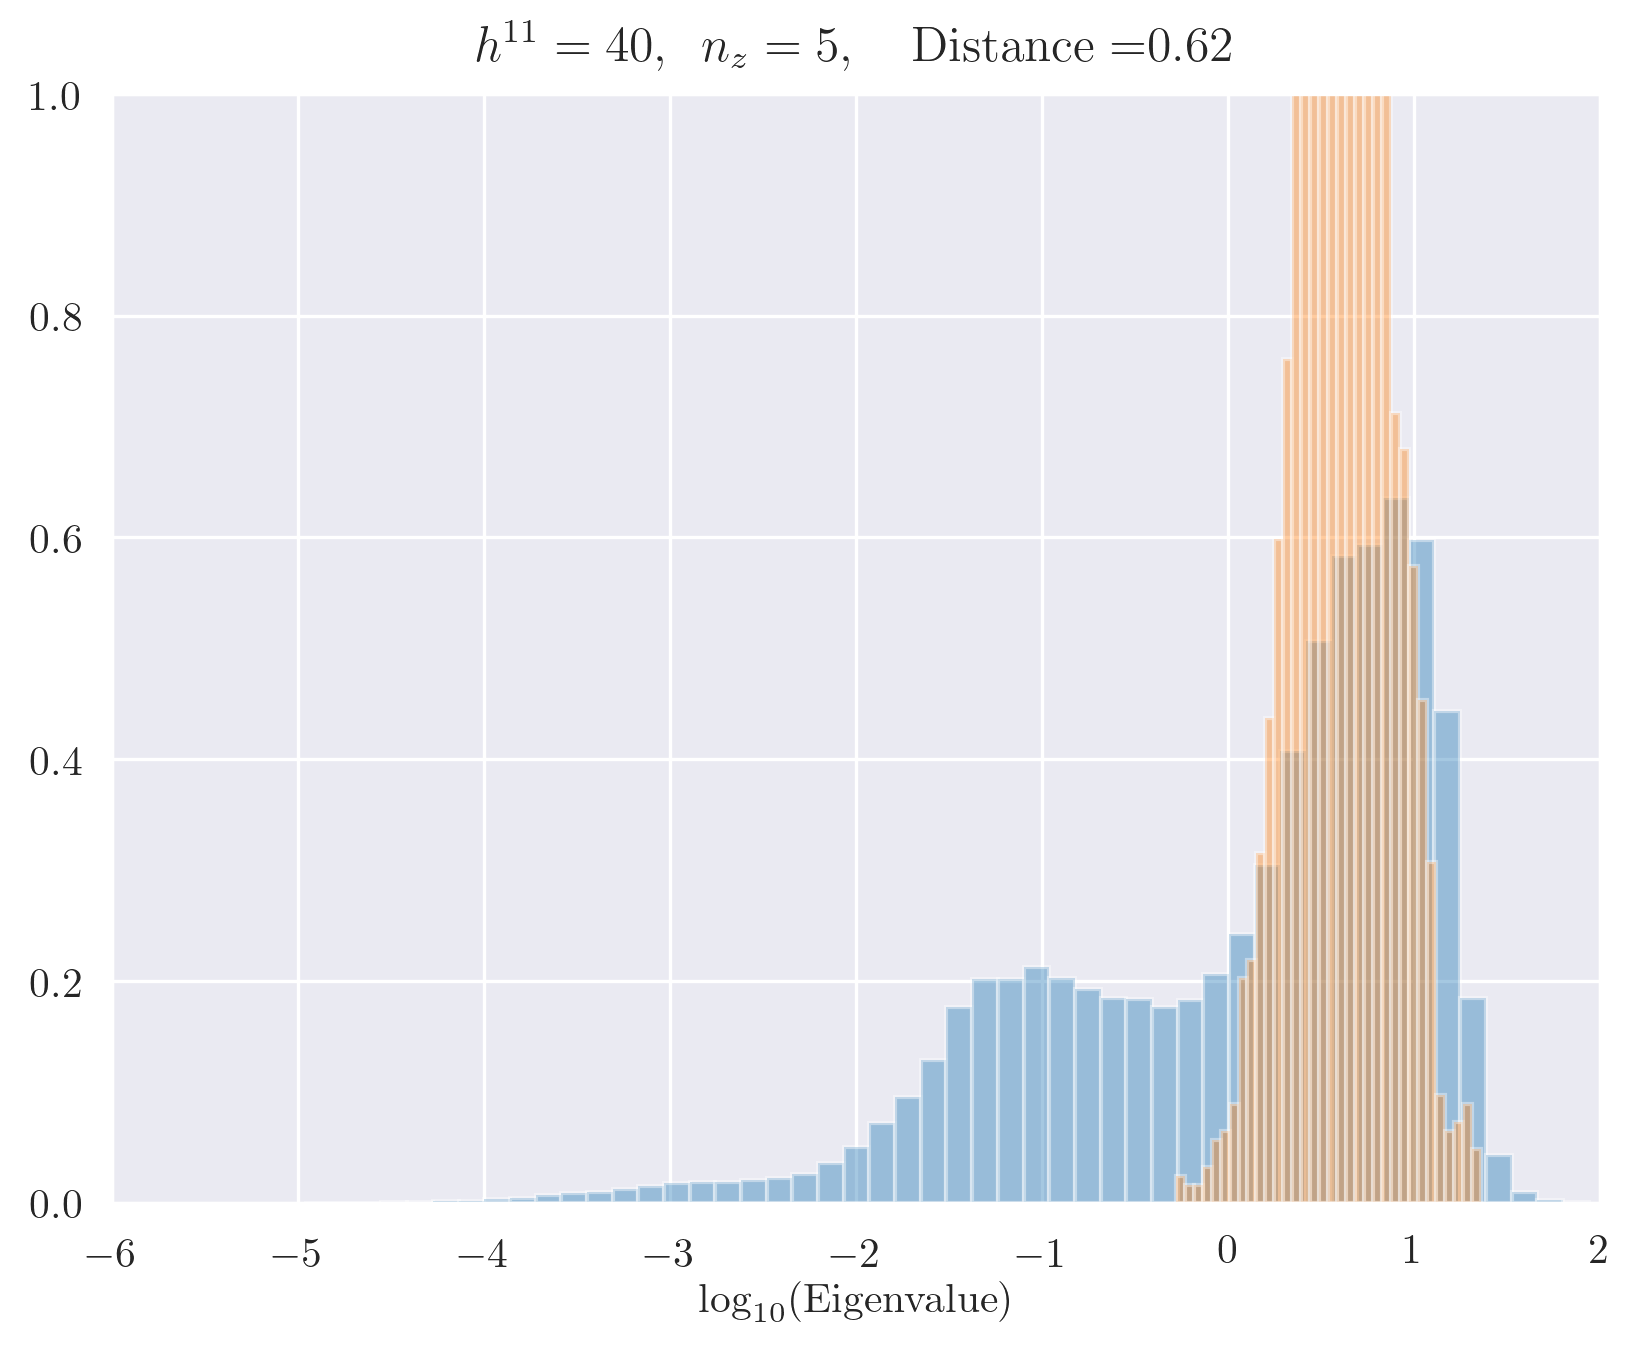 h^{11} = 40, n_z = 5, Distance =0.62
1.0
0.8
0.6
0.4
0.2
0.0
−6 −5 −4 −3 −2 −1 0 1 2
log_{10}(Eigenvalue)